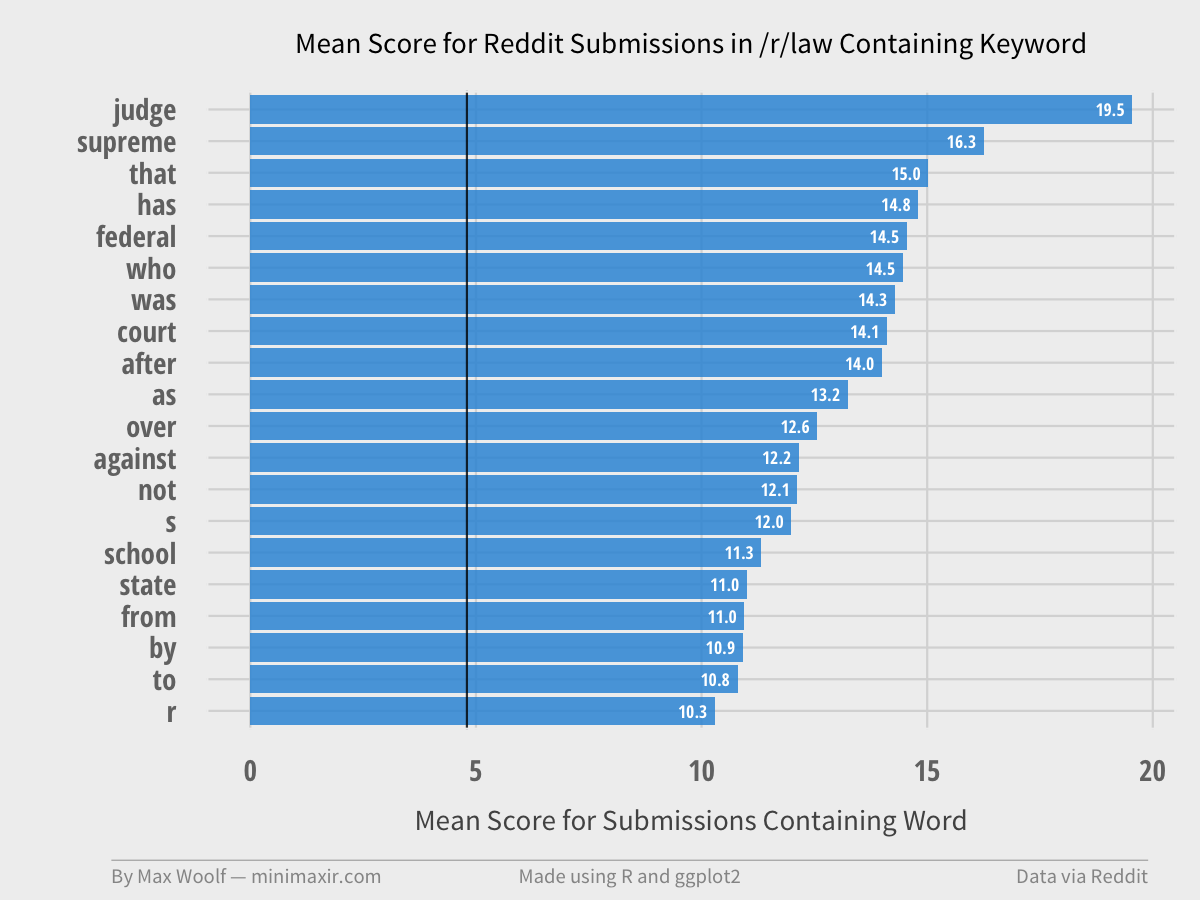 Mean Score for Reddit Submissions in /r/law Containing Keyword
judge 19.5
supreme 16.3
that 15.0
has 14.8
federal 14.5
who 14.5
was 14.3
court 14.1
after 14.0
as 13.2
over 12.6
against 12.2
not 12.1
s 12.0
school 11.3
state 11.0
from 11.0
by 10.9
to 10.8
r 10.3
0 5 10 15 20
Mean Score for Submissions Containing Word
By Max Woolf — minimaxir.com Made using R and ggplot2 Data via Reddit